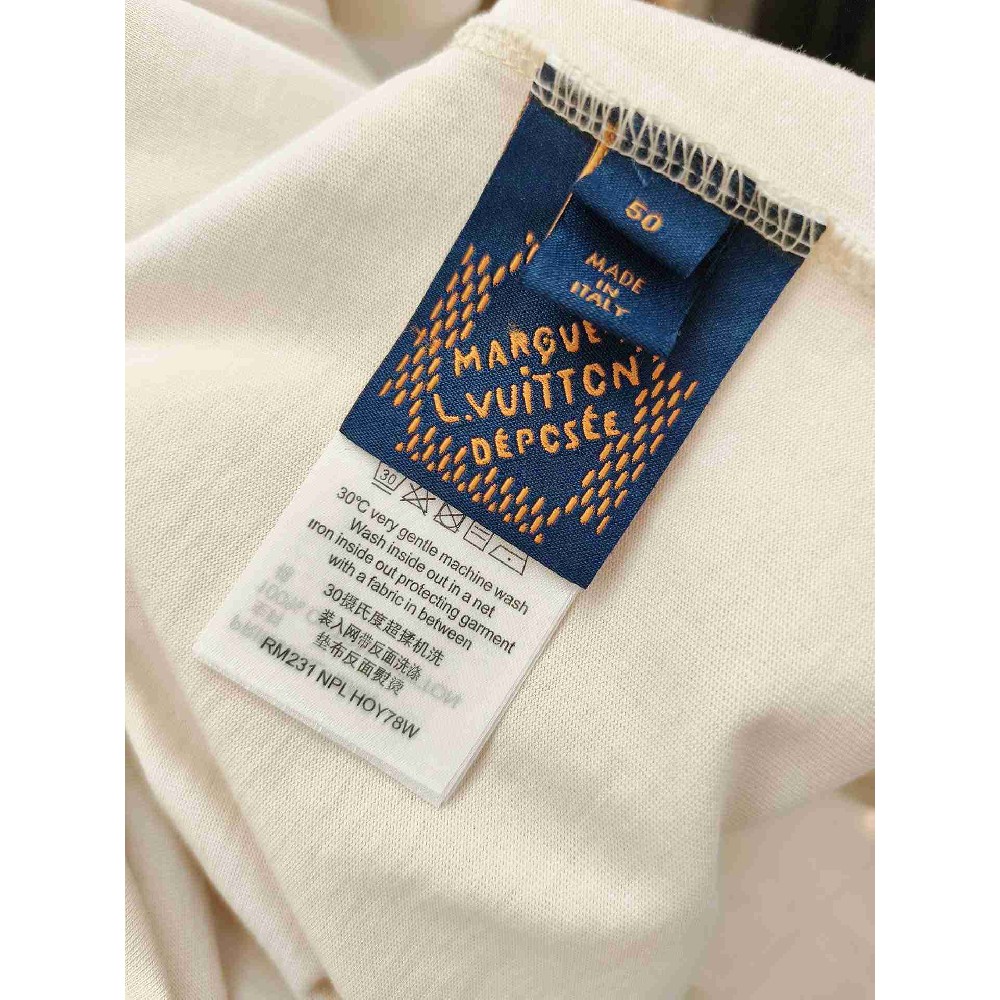 50
MADE
IN
ITALY
MARQUE
L.VUITTON
DÉPOSÉE
30
30°C very gentle machine wash
Wash inside out in a net
Iron inside out protecting garment
with a fabric in between
30摄氏度超揉机洗
装入网带反面洗涤
垫布反面熨烫
RM231 NPL HOY78W